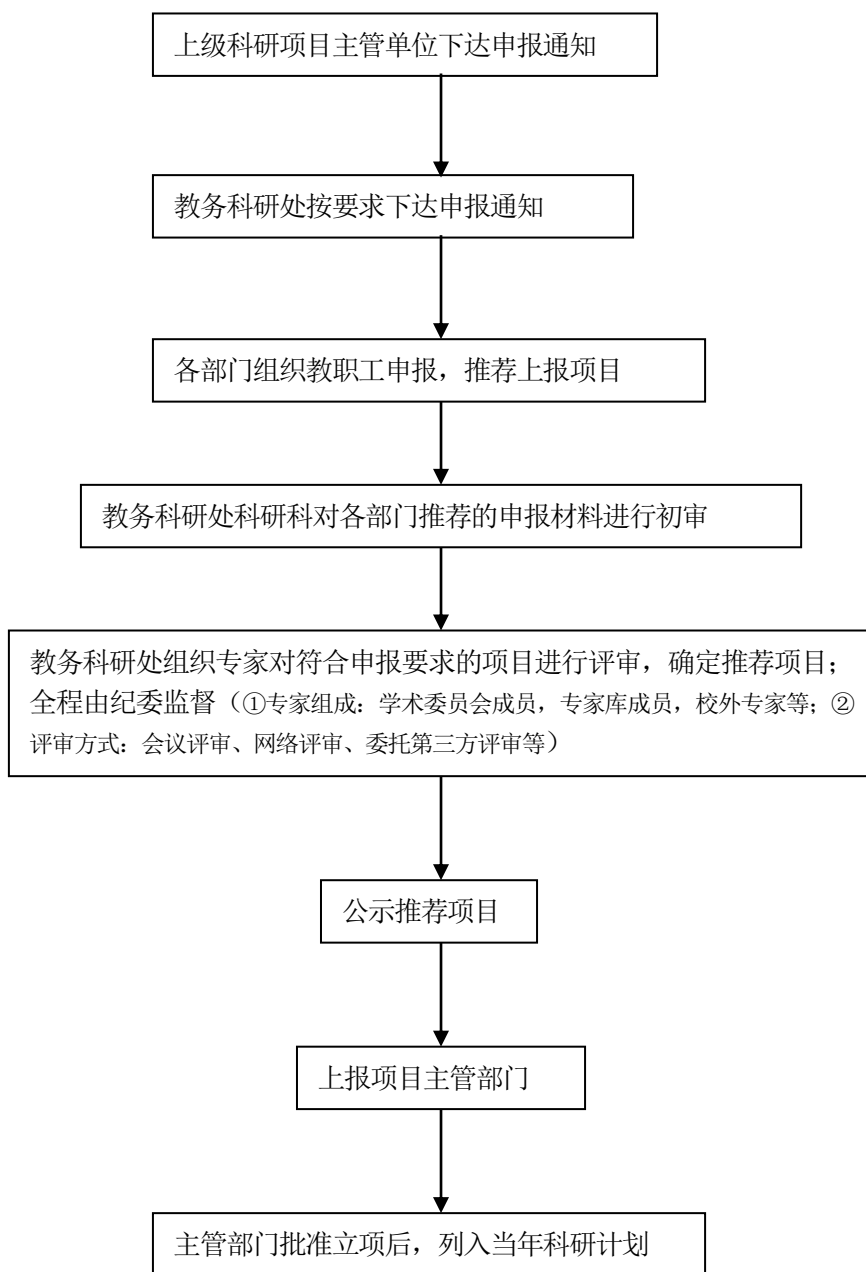 上级科研项目主管单位下达申报通知
教务科研处按要求下达申报通知
各部门组织教职工申报，推荐上报项目
教务科研处科研科对各部门推荐的申报材料进行初审
教务科研处组织专家对符合申报要求的项目进行评审，确定推荐项目；
全程由纪委监督（①专家组成：学术委员会成员，专家库成员，校外专家等；②
评审方式：会议评审、网络评审、委托第三方评审等）
公示推荐项目
上报项目主管部门
主管部门批准立项后，列入当年科研计划